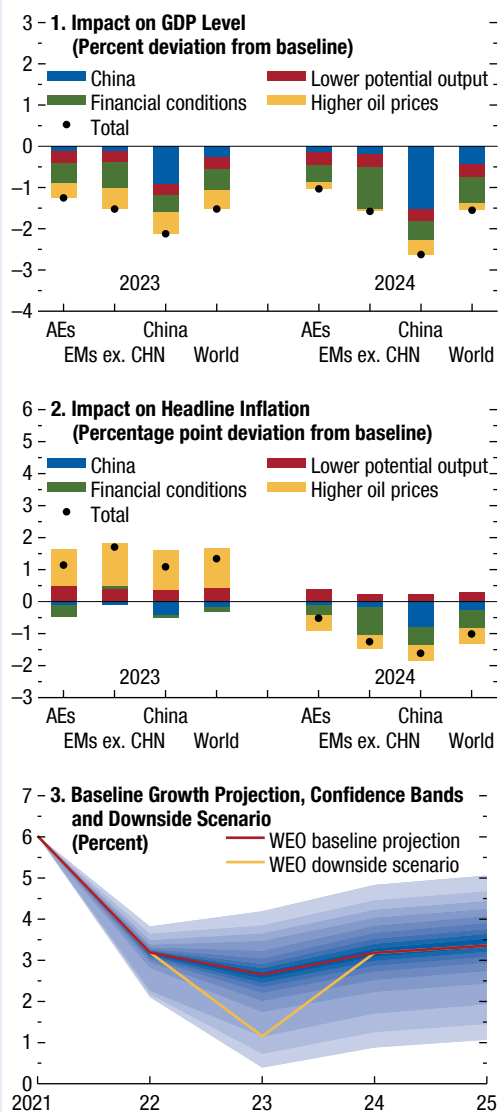 1. Impact on GDP Level
(Percent deviation from baseline)
China
Lower potential output
Financial conditions
Higher oil prices
Total
3
2
1
0
–1
–2
–3
–4
2023
2024
AEs
China
AEs
China
EMs ex. CHN
World
EMs ex. CHN
World
2. Impact on Headline Inflation
(Percentage point deviation from baseline)
China
Lower potential output
Financial conditions
Higher oil prices
Total
6
5
4
3
2
1
0
–1
–2
–3
2023
2024
AEs
China
AEs
China
EMs ex. CHN
World
EMs ex. CHN
World
3. Baseline Growth Projection, Confidence Bands
and Downside Scenario
(Percent)
WEO baseline projection
WEO downside scenario
7
6
5
4
3
2
1
0
2021
22
23
24
25